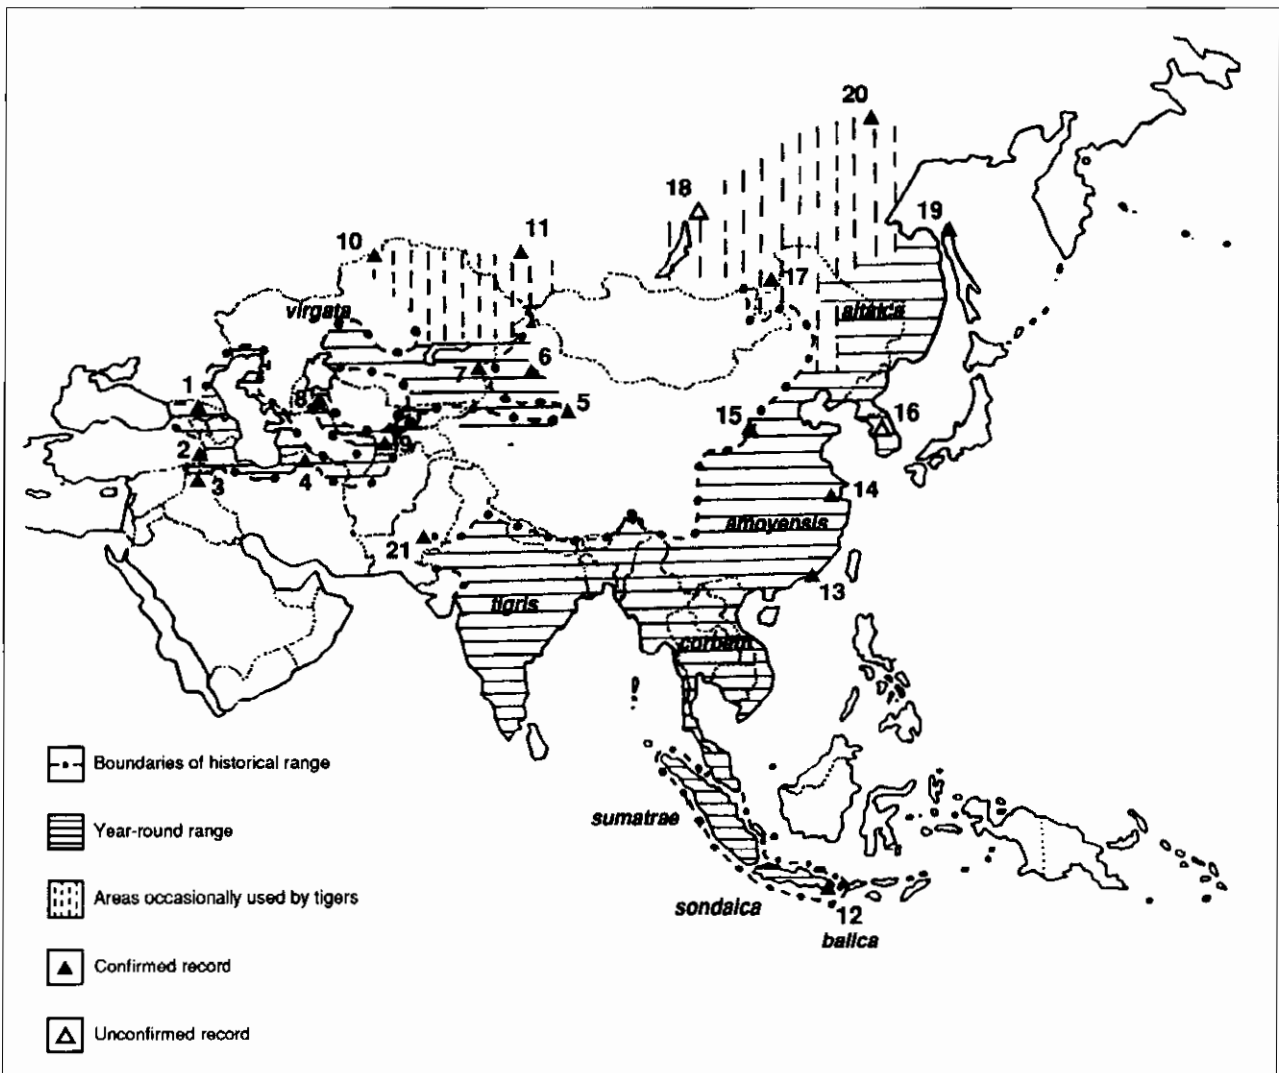 20
18
19
11
10
17
virgata
altaica
6
7
1
5
8
15
16
9
2
4
3
14
amoyensis
21
13
tigris
corbetti
Boundaries of historical range
sumatrae
Year-round range
Areas occasionally used by tigers
sondaica
12
balica
Confirmed record
Unconfirmed record